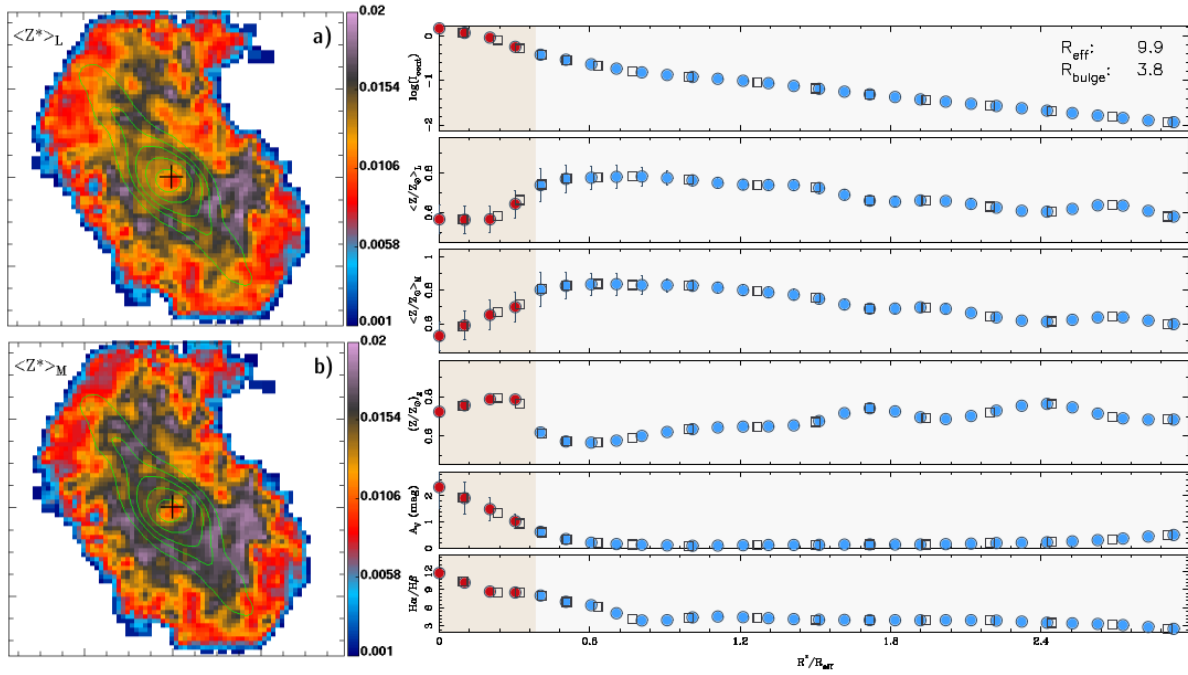 <Z*>L
a)
0.02
0.0154
0.0106
0.0058
0.001
<Z*>M
b)
0.02
0.0154
0.0106
0.0058
0.001
log(Icont)
0
−1
−2
Reff: 9.9
Rbulge: 3.8
<Z/Z⊙>L
0.8
0.6
<Z/Z⊙>M
1
0.8
0.6
0.8
0.6
AV (mag)
2
1
0
Hα/Hβ
12
9
6
3
0
0.6
1.2
1.8
2.4
R*/Reff